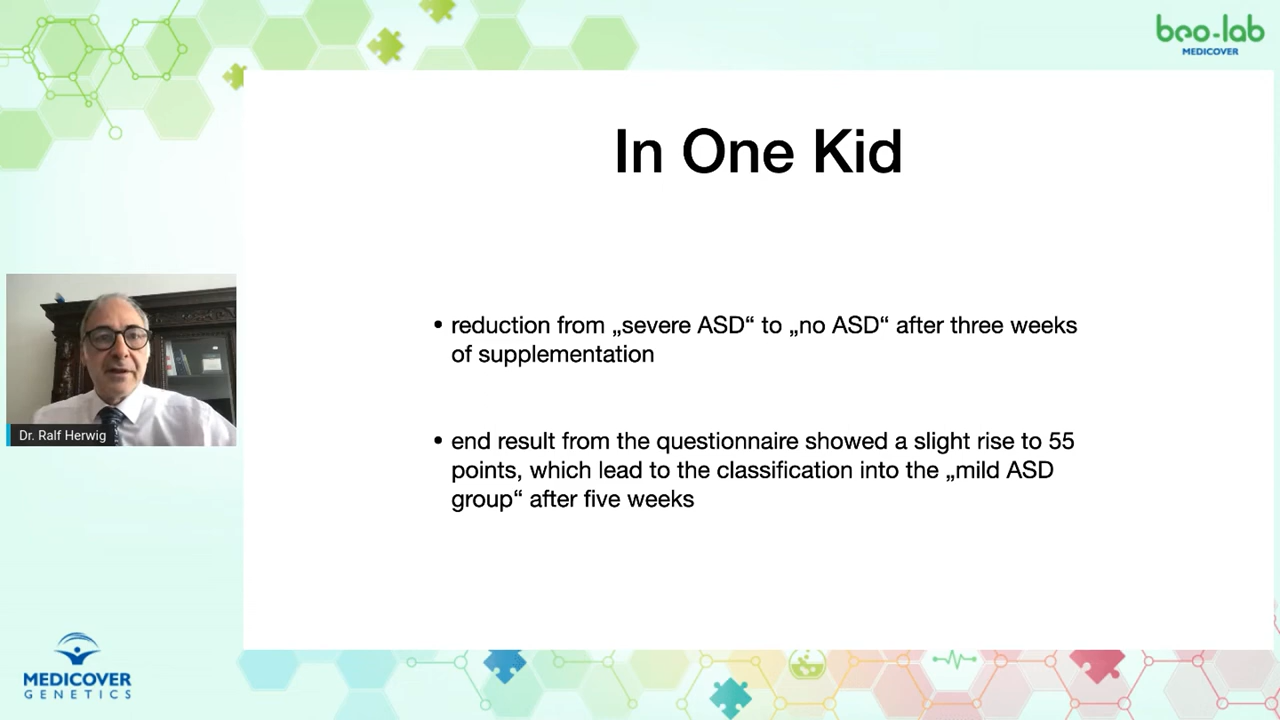 beo-lab
MEDICOVER
In One Kid
• reduction from „severe ASD“ to „no ASD“ after three weeks
of supplementation
• end result from the questionnaire showed a slight rise to 55
points, which lead to the classification into the „mild ASD
group“ after five weeks
Dr. Ralf Herwig
MEDICOVER
GENETICS